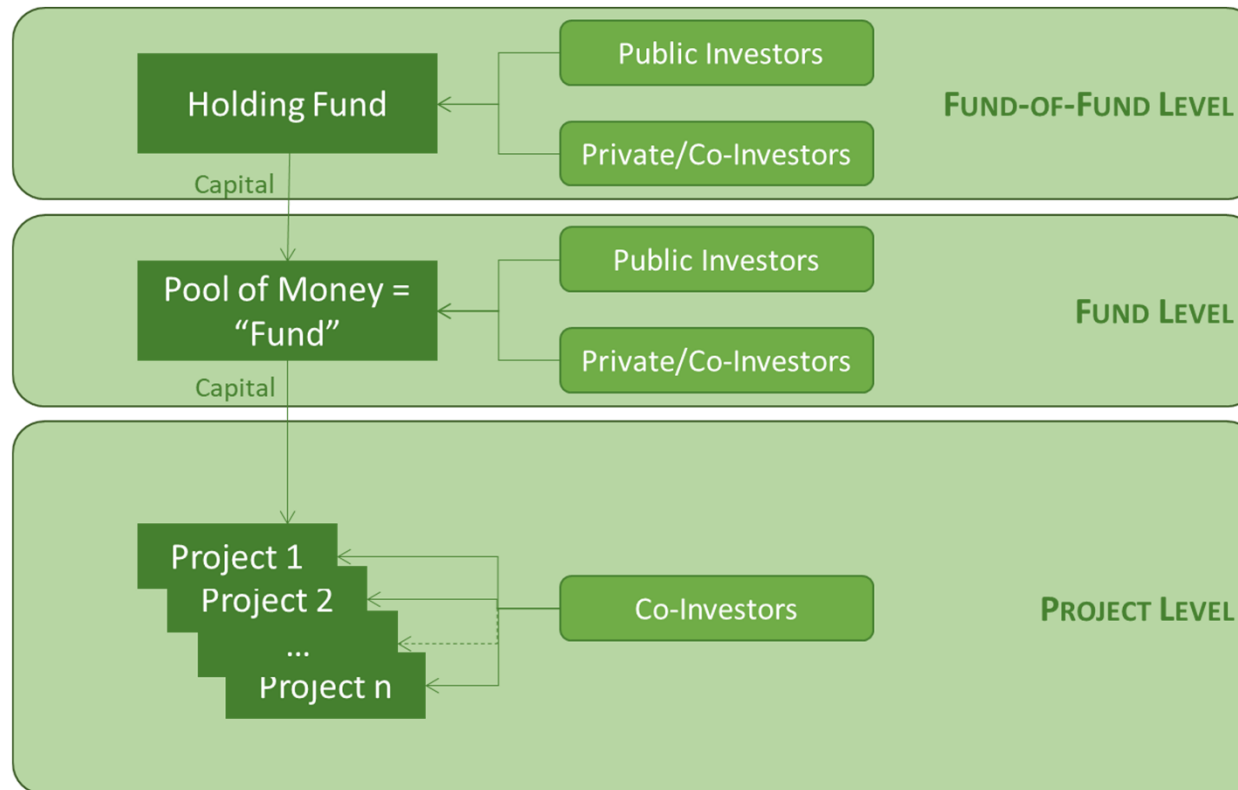 Holding Fund
Public Investors
Private/Co-Investors
FUND-OF-FUND LEVEL
Capital
Pool of Money =
“Fund”
Public Investors
Private/Co-Investors
FUND LEVEL
Capital
Project 1
Project 2
...
Project n
Co-Investors
PROJECT LEVEL